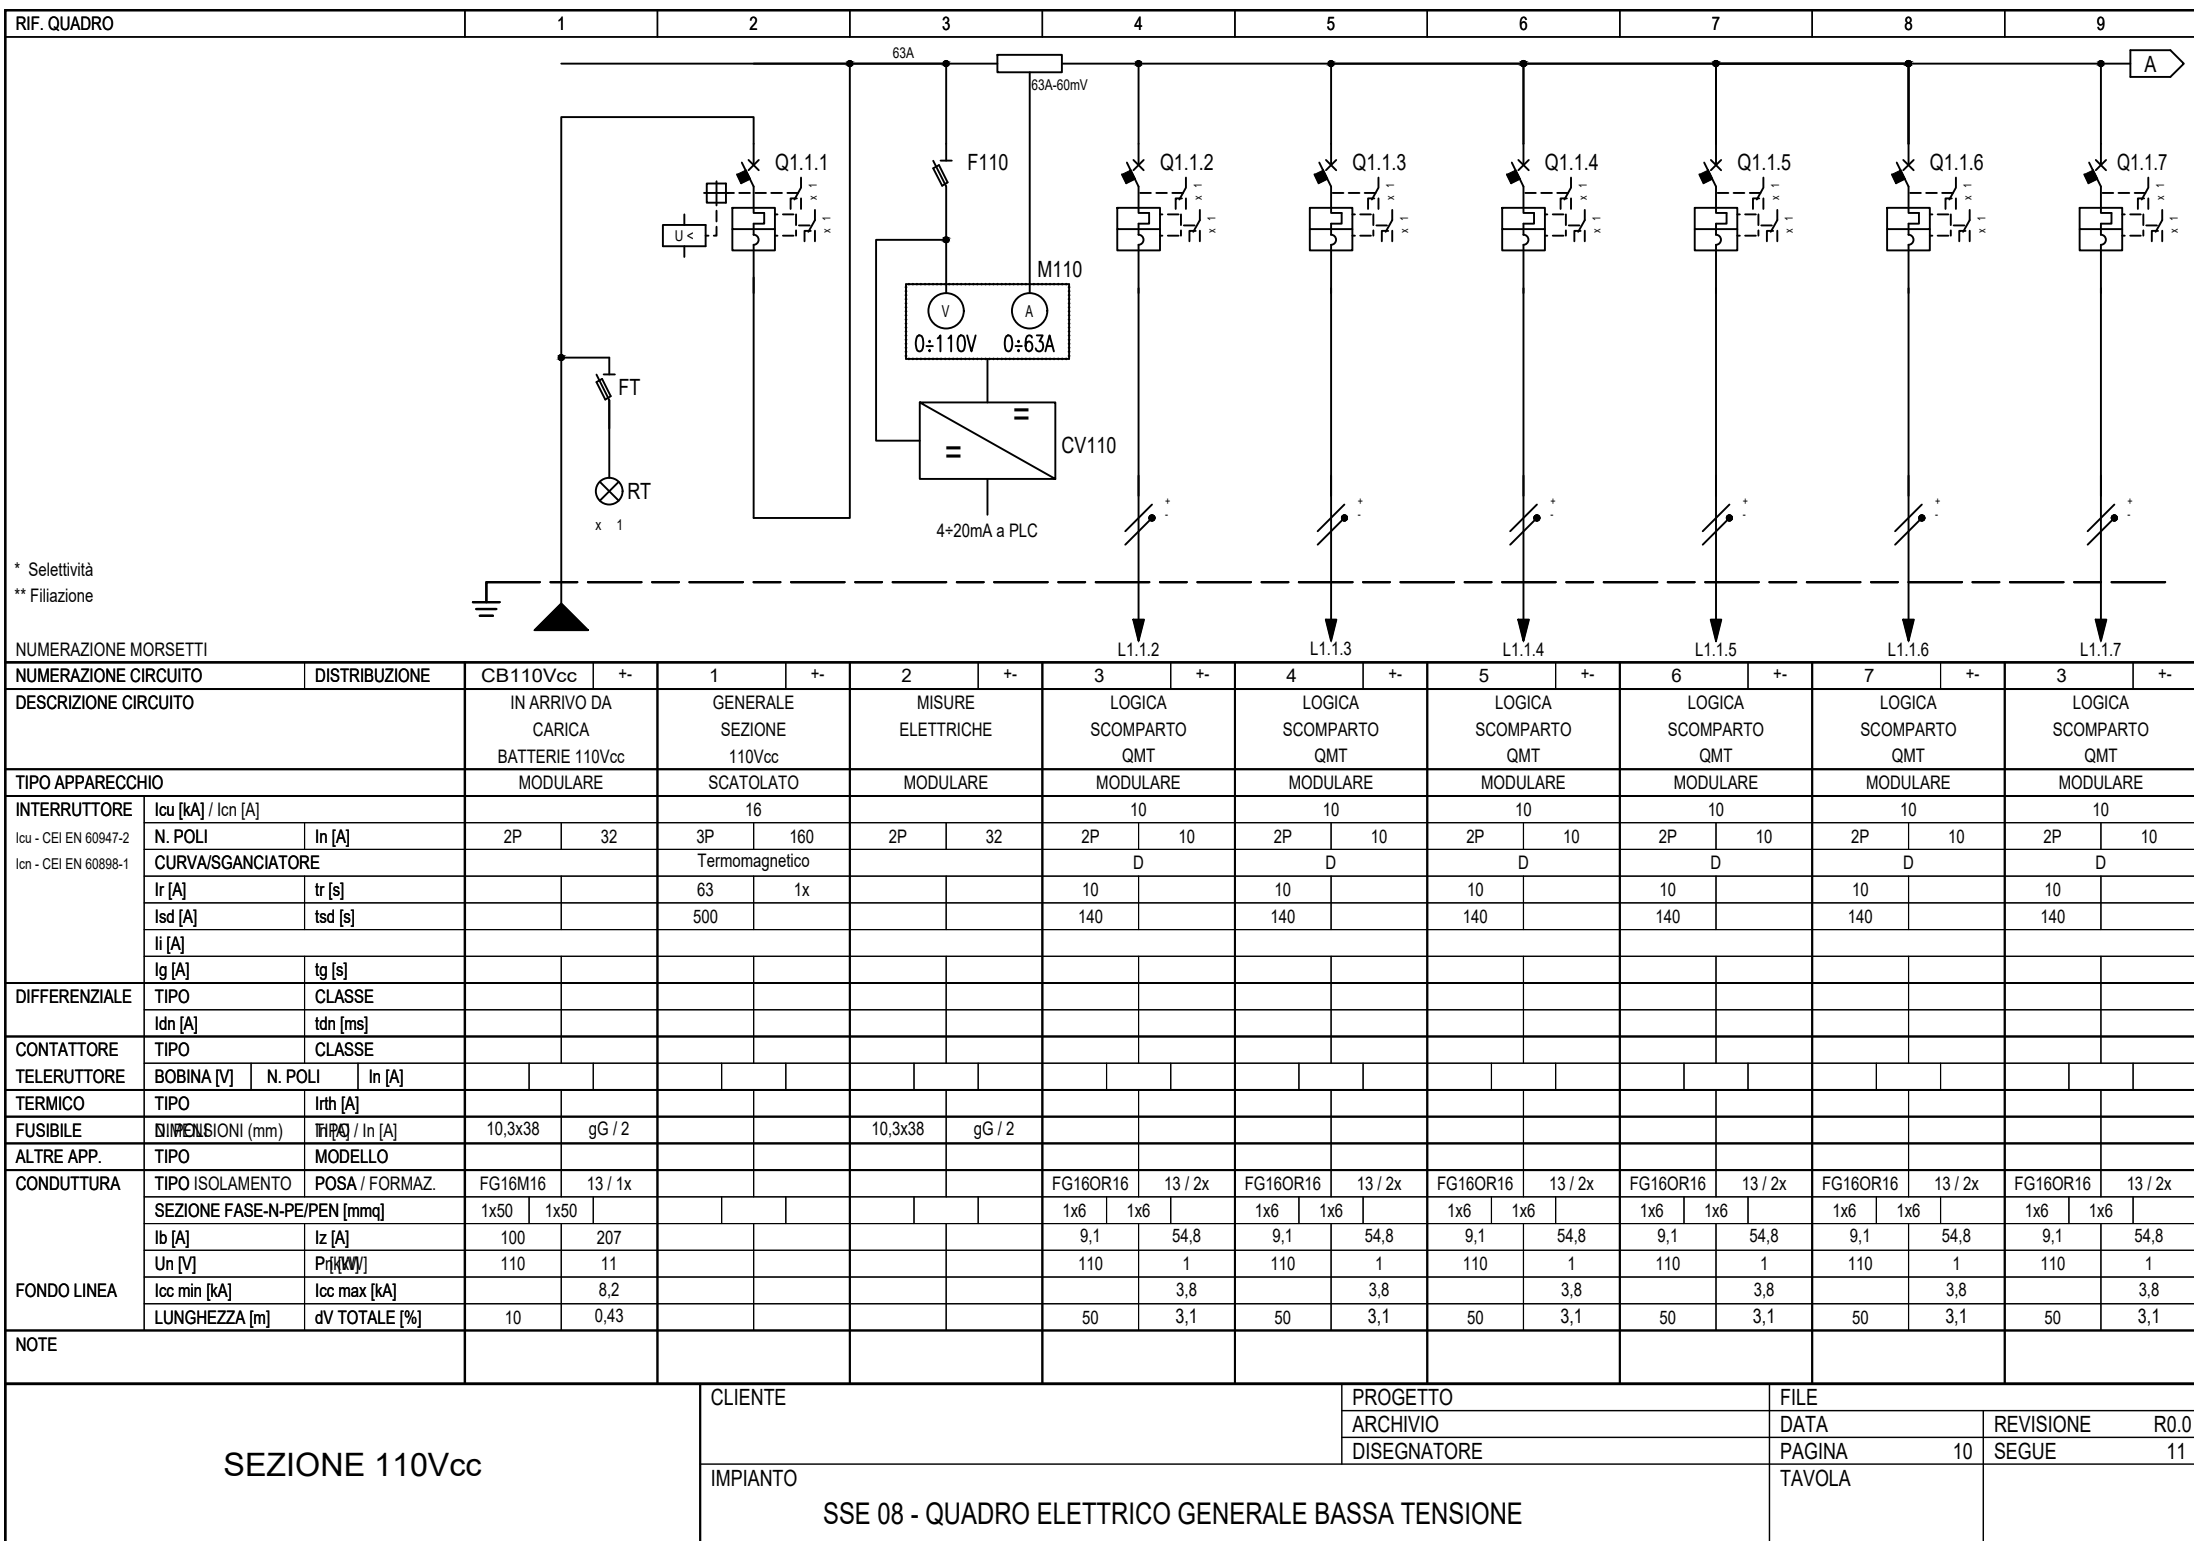 RIF. QUADRO 1 2 3 4 5 6 7 8 9
63A
63A-60mV
A
Q1.1.1 F110 Q1.1.2 Q1.1.3 Q1.1.4 Q1.1.5 Q1.1.6 Q1.1.7
x 1 x 1 x 1 x 1 x 1 x 1 x 1
U < x 1 x 1 x 1 x 1 x 1 x 1 x 1
M110
V A
0÷110V 0÷63A
FT
=
= CV110
RT
x 1
4÷20mA a PLC
+ + + + + +
- - - - - -
* Selettività
** Filiazione
NUMERAZIONE MORSETTI L1.1.2 L1.1.3 L1.1.4 L1.1.5 L1.1.6 L1.1.7
NUMERAZIONE CIRCUITO DISTRIBUZIONE CB110Vcc +- 1 +- 2 +- 3 +- 4 +- 5 +- 6 +- 7 +- 3 +-
DESCRIZIONE CIRCUITO IN ARRIVO DA GENERALE MISURE LOGICA LOGICA LOGICA LOGICA LOGICA LOGICA
CARICA SEZIONE ELETTRICHE SCOMPARTO SCOMPARTO SCOMPARTO SCOMPARTO SCOMPARTO SCOMPARTO
BATTERIE 110Vcc 110Vcc QMT QMT QMT QMT QMT QMT
TIPO APPARECCHIO MODULARE SCATOLATO MODULARE MODULARE MODULARE MODULARE MODULARE MODULARE MODULARE
INTERRUTTORE Icu [kA] / Icn [A] 16 10 10 10 10 10 10
Icu - CEI EN 60947-2 N. POLI In [A] 2P 32 3P 160 2P 32 2P 10 2P 10 2P 10 2P 10 2P 10 2P 10
Icn - CEI EN 60898-1 CURVA/SGANCIATORE Termomagnetico D D D D D D
Ir [A] tr [s] 63 1x 10 10 10 10 10 10
Isd [A] tsd [s] 500 140 140 140 140 140 140
Ii [A]
Ig [A] tg [s]
DIFFERENZIALE TIPO CLASSE
Idn [A] tdn [ms]
CONTATTORE TIPO CLASSE
TELERUTTORE BOBINA [V] N. POLI In [A]
TERMICO TIPO Irth [A]
FUSIBILE (mm) / In [A] 10,3x38 gG / 2 10,3x38 gG / 2
ALTRE APP. TIPO MODELLO
CONDUTTURA TIPO ISOLAMENTO POSA / FORMAZ. FG16M16 13 / 1x FG16OR16 13 / 2x FG16OR16 13 / 2x FG16OR16 13 / 2x FG16OR16 13 / 2x FG16OR16 13 / 2x FG16OR16 13 / 2x
SEZIONE FASE-N-PE/PEN [mmq] 1x50 1x50 1x6 1x6 1x6 1x6 1x6 1x6 1x6 1x6 1x6 1x6 1x6 1x6
Ib [A] Iz [A] 100 207 9,1 54,8 9,1 54,8 9,1 54,8 9,1 54,8 9,1 54,8 9,1 54,8
Un [V] 110 11 110 1 110 1 110 1 110 1 110 1 110 1
FONDO LINEA Icc min [kA] Icc max [kA] 8,2 3,8 3,8 3,8 3,8 3,8 3,8
LUNGHEZZA [m] dV TOTALE [%] 10 0,43 50 3,1 50 3,1 50 3,1 50 3,1 50 3,1 50 3,1
NOTE
SEZIONE 110Vcc
CLIENTE
PROGETTO FILE
ARCHIVIO DATA REVISIONE R0.0
DISEGNATORE PAGINA 10 SEGUE 11
IMPIANTO TAVOLA
SSE 08 - QUADRO ELETTRICO GENERALE BASSA TENSIONE